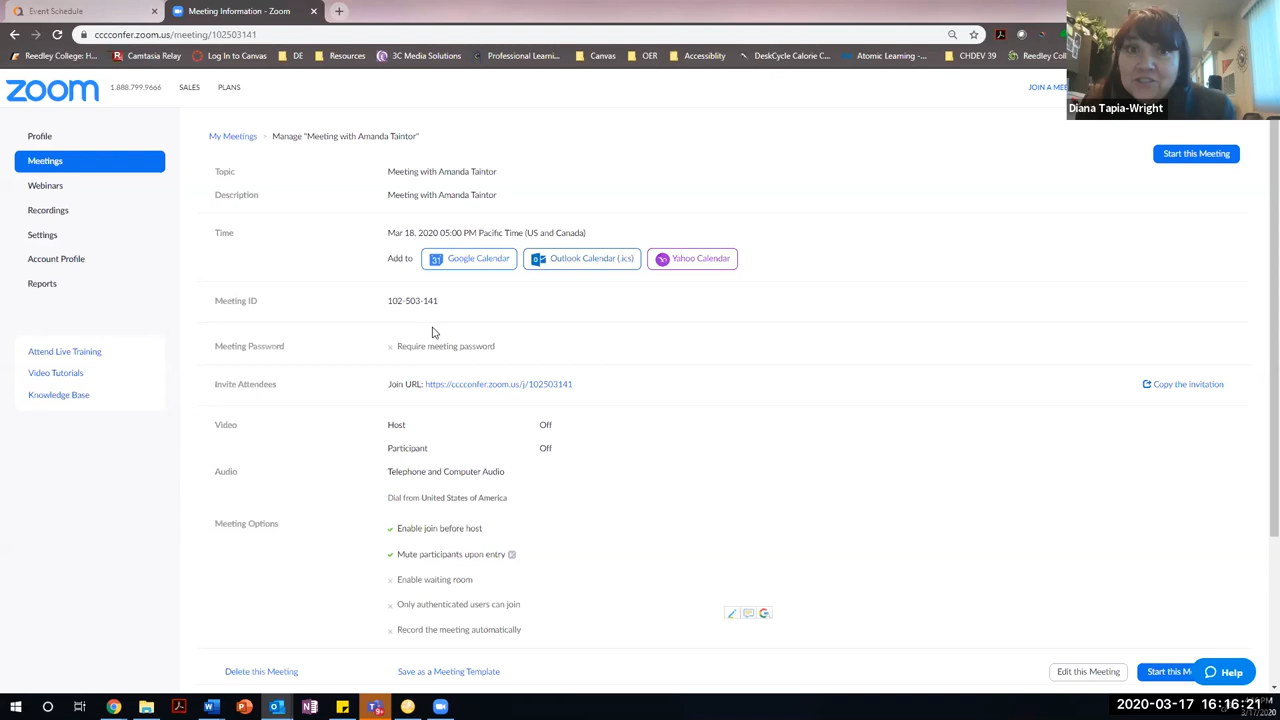 Event Schedule
Meeting Information - Zoom
cccconfer.zoom.us/meeting/102503141
Reedley College: H...
Camtasia Relay
Log In to Canvas
DE
Resources
3C Media Solutions
Professional Learni...
Canvas
OER
Accessiblity
DeskCycle Calorie C...
Atomic Learning -...
CHDEV 39
Reedley Coll
Diana Tapia-Wright
zoom
1.888.799.9666
SALES
PLANS
JOIN A MEE
Profile
Meetings
Webinars
Recordings
Settings
Account Profile
Reports
Attend Live Training
Video Tutorials
Knowledge Base
My Meetings > Manage "Meeting with Amanda Taintor"
Start this Meeting
Topic Meeting with Amanda Taintor
Description Meeting with Amanda Taintor
Time Mar 18, 2020 05:00 PM Pacific Time (US and Canada)
Add to 31 Google Calendar Outlook Calendar (.ics) Yahoo Calendar
Meeting ID 102-503-141
Meeting Password × Require meeting password
Invite Attendees Join URL: https://cccconfer.zoom.us/j/102503141 Copy the invitation
Video Host Off
Participant Off
Audio Telephone and Computer Audio
Dial from United States of America
Meeting Options Enable join before host
Mute participants upon entry
Enable waiting room
Only authenticated users can join
Record the meeting automatically
Delete this Meeting Save as a Meeting Template Edit this Meeting Start this M Help
2020-03-17 16:16:21
3/17/2020